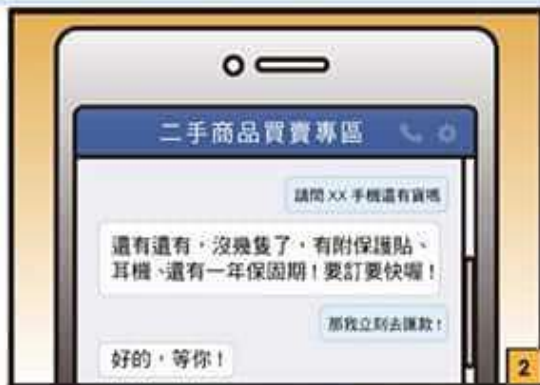 二手商品買賣專區
請問 XX 手機還有貨嗎
還有還有，沒幾隻了，有附保護貼、
耳機、還有一年保固期！要訂要快喔！
那我立刻去匯款！
好的，等你！
2